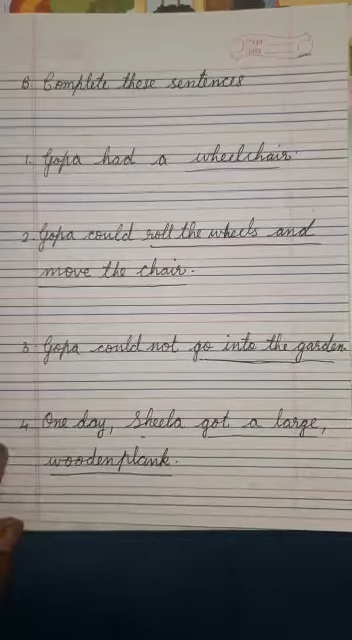 B. Complete these sentences
1. Gopa had a wheelchair.
2. Gopa could roll the wheels and
move the chair.
3 Gopa could not go into the garden
4. One day, Sheela got a large,
wooden plank.